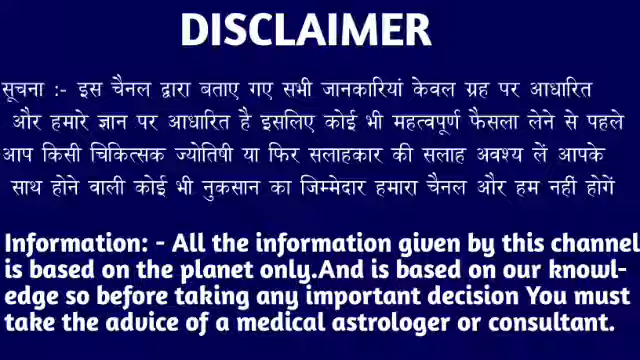 DISCLAIMER
सूचना :- इस चैनल द्वारा बताए गए सभी जानकारियां केवल ग्रह पर आधारित
और हमारे ज्ञान पर आधारित है इसलिए कोई भी महत्वपूर्ण फैसला लेने से पहले
आप किसी चिकित्सक ज्योतिषी या फिर सलाहकार की सलाह अवश्य लें आपके
साथ होने वाली कोई भी नुकसान का जिम्मेदार हमारा चैनल और हम नहीं होगें
Information: - All the information given by this channel
is based on the planet only.And is based on our knowl-
edge so before taking any important decision You must
take the advice of a medical astrologer or consultant.